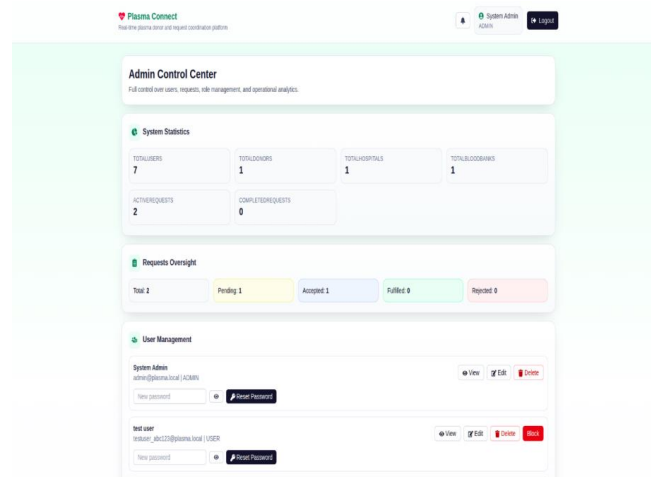 Plasma Connect
Real-time plasma donor and request coordination platform
System Admin
ADMIN
Logout
Admin Control Center
Full control over users, requests, role management, and operational analytics.
System Statistics
TOTALUSERS
7
TOTALDONORS
1
TOTALHOSPITALS
1
TOTALBLOODBANKS
1
ACTIVEREQUESTS
2
COMPLETEDREQUESTS
0
Requests Oversight
Total: 2
Pending: 1
Accepted: 1
Fulfilled: 0
Rejected: 0
User Management
System Admin
admin@plasma.local | ADMIN
View
Edit
Delete
New password
Reset Password
test user
testuser_abc123@plasma.local | USER
View
Edit
Delete
Block
New password
Reset Password